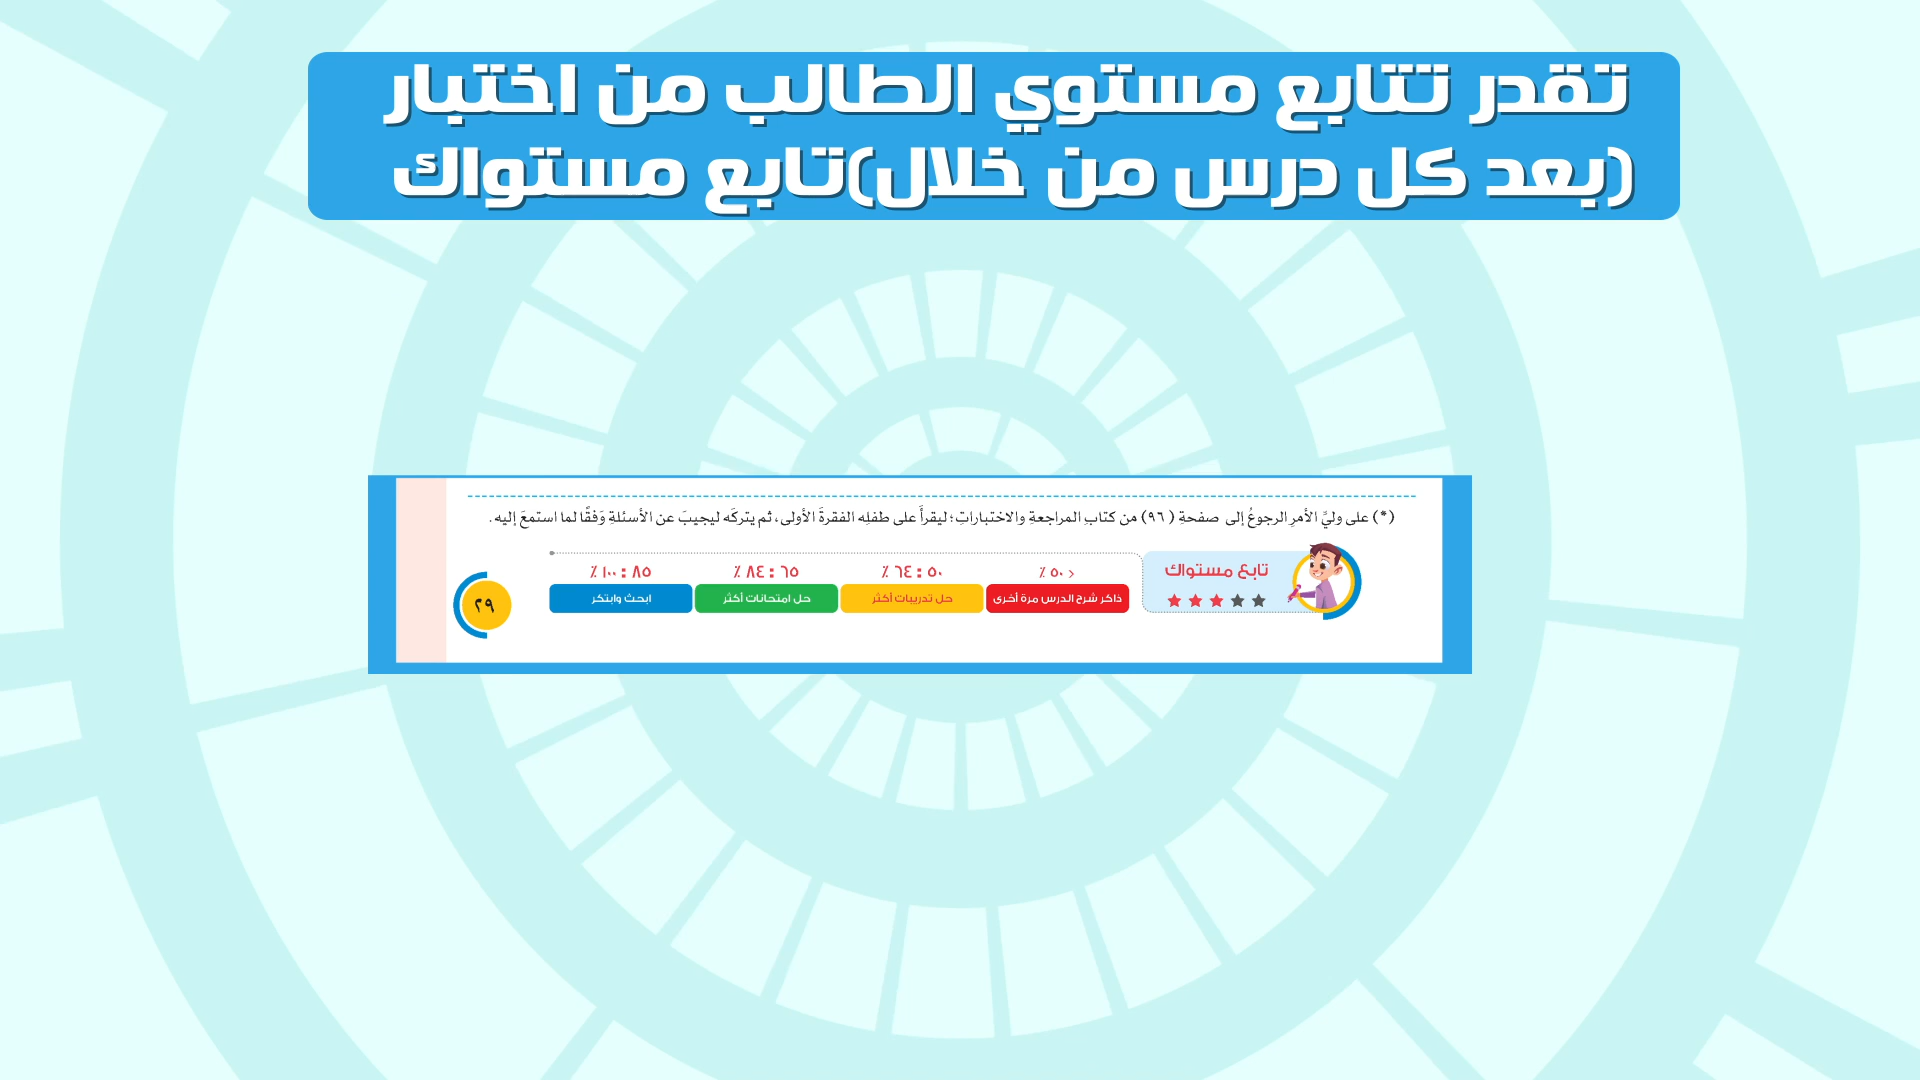 تقدر تتابع مستوي الطالب من اختبار
(بعد كل درس من خلال)تابع مستواك
(*) على وليِّ الأمرِ الرجوعُ إلى صفحةِ (٩٦) من كتابِ المراجعةِ والاختباراتِ؛ ليقرأَ على طفلِه الفقرةَ الأولى، ثم يتركَه ليجيبَ عن الأسئلةِ وَفقًا لما استمعَ إليه.
تابع مستواك
< ٥٠ ٪
٥٠ : ٦٤ ٪
٦٥ : ٨٤ ٪
٨٥ : ١٠٠ ٪
ذاكر شرح الدرس مرة أخرى
حل تدريبات أكثر
حل امتحانات أكثر
ابحث وابتكر
٢٩